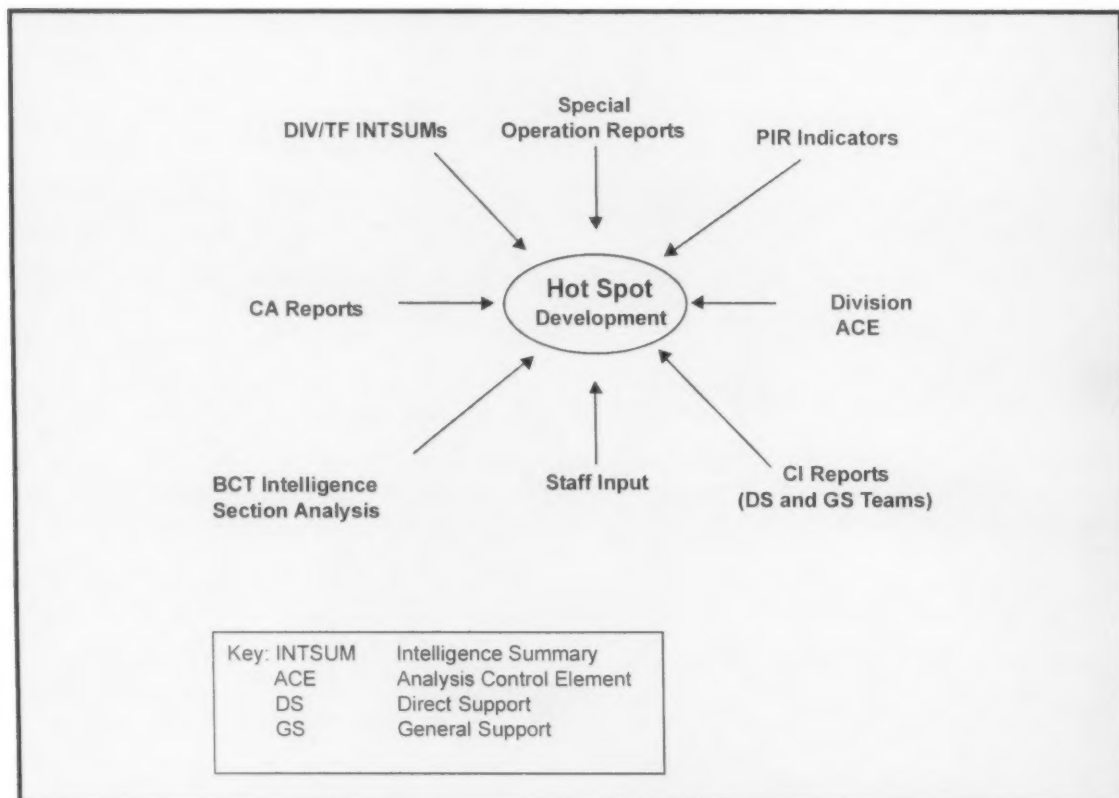 Special
Operation Reports
DIV/TF INTSUMs
PIR Indicators
CA Reports
Hot Spot
Development
Division
ACE
BCT Intelligence
Section Analysis
Staff Input
CI Reports
(DS and GS Teams)
Key: INTSUM Intelligence Summary
ACE Analysis Control Element
DS Direct Support
GS General Support